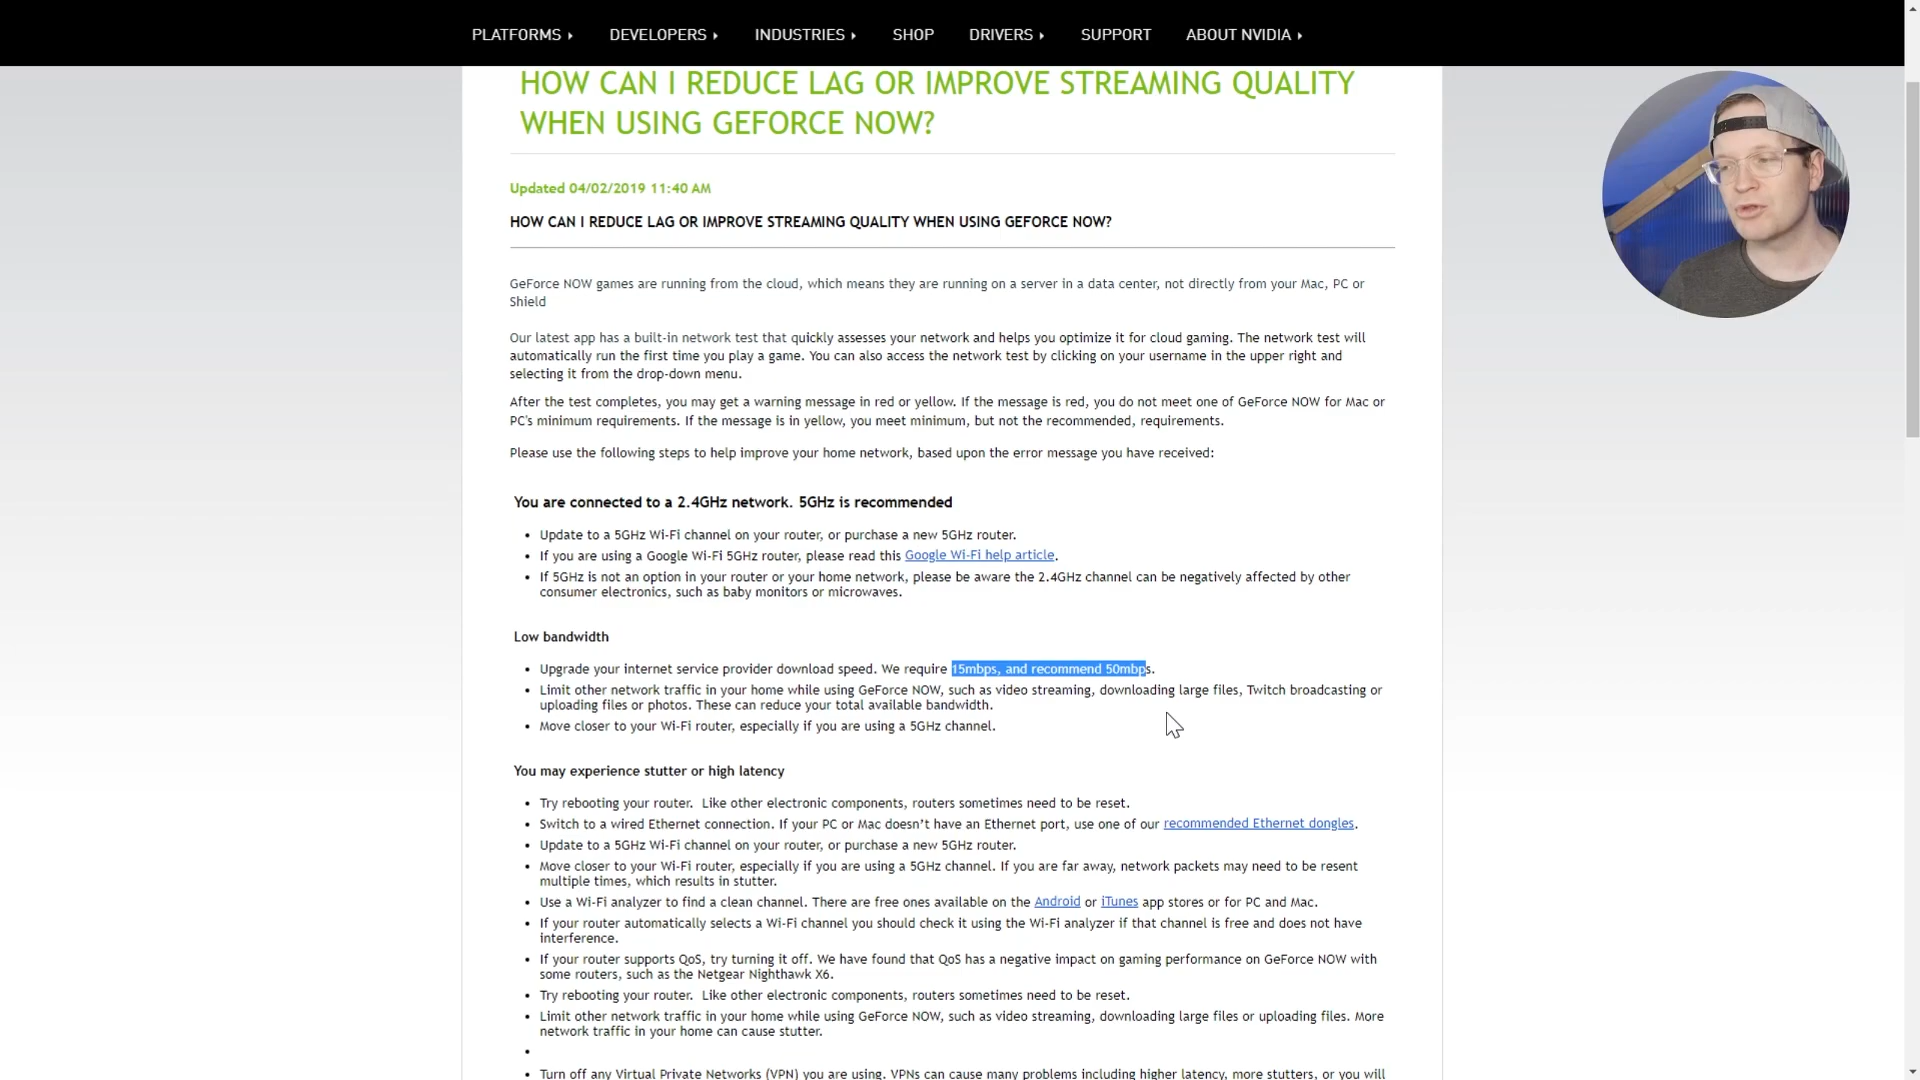 PLATFORMS
DEVELOPERS
INDUSTRIES
SHOP
DRIVERS
SUPPORT
ABOUT NVIDIA
HOW CAN I REDUCE LAG OR IMPROVE STREAMING QUALITY
WHEN USING GEFORCE NOW?
Updated 04/02/2019 11:40 AM
HOW CAN I REDUCE LAG OR IMPROVE STREAMING QUALITY WHEN USING GEFORCE NOW?
GeForce NOW games are running from the cloud, which means they are running on a server in a data center, not directly from your Mac, PC or
Shield
Our latest app has a built-in network test that quickly assesses your network and helps you optimize it for cloud gaming. The network test will
automatically run the first time you play a game. You can also access the network test by clicking on your username in the upper right and
selecting it from the drop-down menu.
After the test completes, you may get a warning message in red or yellow. If the message is red, you do not meet one of GeForce NOW for Mac or
PC's minimum requirements. If the message is in yellow, you meet minimum, but not the recommended, requirements.
Please use the following steps to help improve your home network, based upon the error message you have received:
You are connected to a 2.4GHz network. 5GHz is recommended
• Update to a 5GHz Wi-Fi channel on your router, or purchase a new 5GHz router.
• If you are using a Google Wi-Fi 5GHz router, please read this Google Wi-Fi help article.
• If 5GHz is not an option in your router or your home network, please be aware the 2.4GHz channel can be negatively affected by other
consumer electronics, such as baby monitors or microwaves.
Low bandwidth
• Upgrade your internet service provider download speed. We require 15mbps, and recommend 50mbps.
• Limit other network traffic in your home while using GeForce NOW, such as video streaming, downloading large files, Twitch broadcasting or
uploading files or photos. These can reduce your total available bandwidth.
• Move closer to your Wi-Fi router, especially if you are using a 5GHz channel.
You may experience stutter or high latency
• Try rebooting your router.  Like other electronic components, routers sometimes need to be reset.
• Switch to a wired Ethernet connection. If your PC or Mac doesn’t have an Ethernet port, use one of our recommended Ethernet dongles.
• Update to a 5GHz Wi-Fi channel on your router, or purchase a new 5GHz router.
• Move closer to your Wi-Fi router, especially if you are using a 5GHz channel. If you are far away, network packets may need to be resent
multiple times, which results in stutter.
• Use a Wi-Fi analyzer to find a clean channel. There are free ones available on the Android or iTunes app stores or for PC and Mac.
• If your router automatically selects a Wi-Fi channel you should check it using the Wi-Fi analyzer if that channel is free and does not have
interference.
• If your router supports QoS, try turning it off. We have found that QoS has a negative impact on gaming performance on GeForce NOW with
some routers, such as the Netgear Nighthawk X6.
• Try rebooting your router.  Like other electronic components, routers sometimes need to be reset.
• Limit other network traffic in your home while using GeForce NOW, such as video streaming, downloading large files or uploading files. More
network traffic in your home can cause stutter.
•
• Turn off any Virtual Private Networks (VPN) you are using. VPNs can cause many problems including higher latency, more stutters, or you will